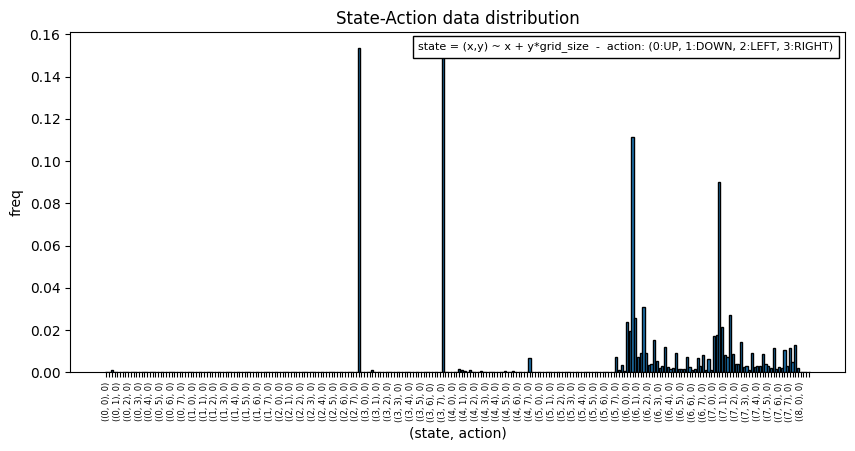 State-Action data distribution
state = (x,y) ~ x + y*grid_size  -  action: (0:UP, 1:DOWN, 2:LEFT, 3:RIGHT)
freq
0.16
0.14
0.12
0.10
0.08
0.06
0.04
0.02
0.00
((0, 0), 0)
((0, 1), 0)
((0, 2), 0)
((0, 3), 0)
((0, 4), 0)
((0, 5), 0)
((0, 6), 0)
((0, 7), 0)
((1, 0), 0)
((1, 1), 0)
((1, 2), 0)
((1, 3), 0)
((1, 4), 0)
((1, 5), 0)
((1, 6), 0)
((1, 7), 0)
((2, 0), 0)
((2, 1), 0)
((2, 2), 0)
((2, 3), 0)
((2, 4), 0)
((2, 5), 0)
((2, 6), 0)
((2, 7), 0)
((3, 0), 0)
((3, 1), 0)
((3, 2), 0)
((3, 3), 0)
((3, 4), 0)
((3, 5), 0)
((3, 6), 0)
((3, 7), 0)
((4, 0), 0)
((4, 1), 0)
((4, 2), 0)
((4, 3), 0)
((4, 4), 0)
((4, 5), 0)
((4, 6), 0)
((4, 7), 0)
((5, 0), 0)
((5, 1), 0)
((5, 2), 0)
((5, 3), 0)
((5, 4), 0)
((5, 5), 0)
((5, 6), 0)
((5, 7), 0)
((6, 0), 0)
((6, 1), 0)
((6, 2), 0)
((6, 3), 0)
((6, 4), 0)
((6, 5), 0)
((6, 6), 0)
((6, 7), 0)
((7, 0), 0)
((7, 1), 0)
((7, 2), 0)
((7, 3), 0)
((7, 4), 0)
((7, 5), 0)
((7, 6), 0)
((7, 7), 0)
((8, 0), 0)
(state, action)